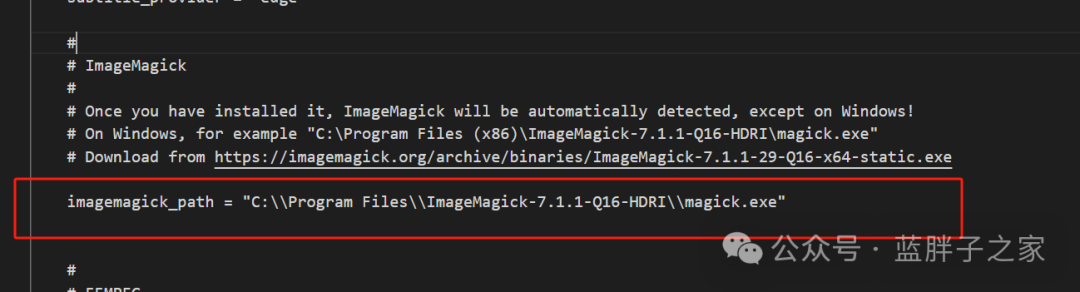 subtitle_provider = "edge"
#
# ImageMagick
#
# Once you have installed it, ImageMagick will be automatically detected, except on Windows!
# On Windows, for example "C:\Program Files (x86)\ImageMagick-7.1.1-Q16-HDRI\magick.exe"
# Download from https://imagemagick.org/archive/binaries/ImageMagick-7.1.1-29-Q16-x64-static.exe
imagemagick_path = "C:\\Program Files\\ImageMagick-7.1.1-Q16-HDRI\\magick.exe"
公众号 · 蓝胖子之家
#
# FFMPEG